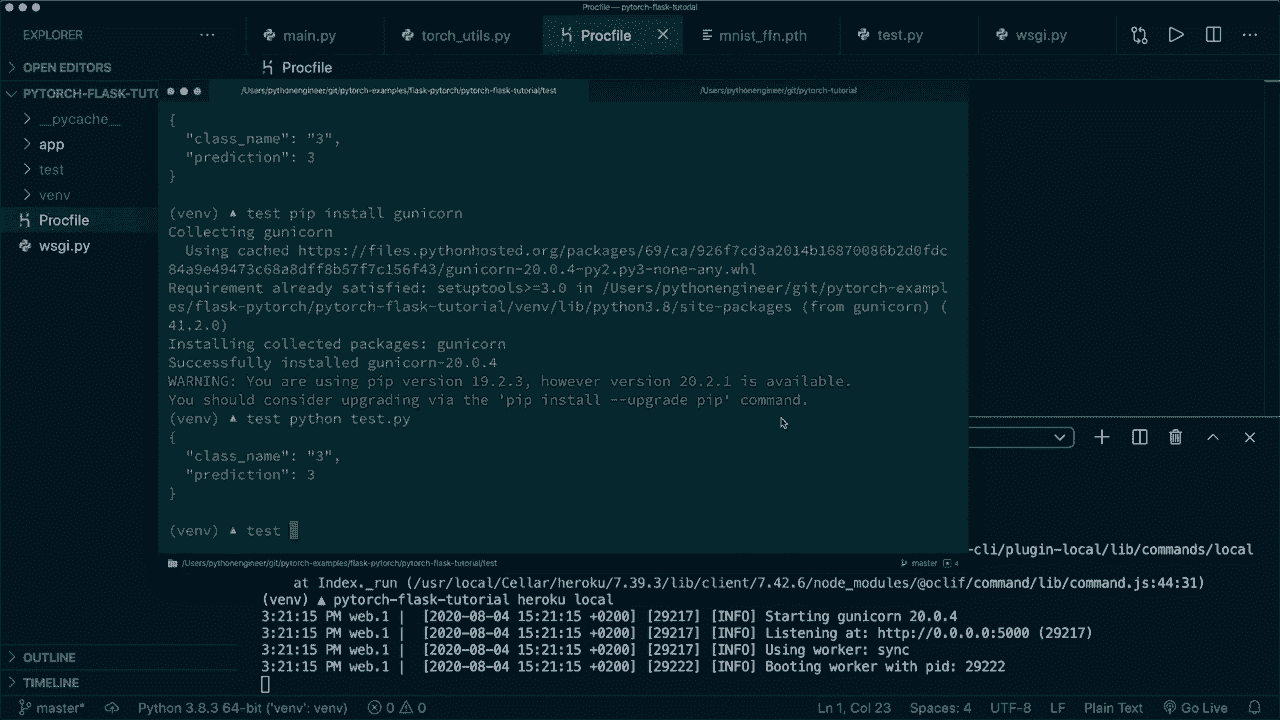 Procfile — pytorch-flask-tutorial
EXPLORER
main.py
torch_utils.py
Procfile
mnist_ffn.pth
test.py
wsgi.py
OPEN EDITORS
Procfile
PYTORCH-FLASK-TUTO
/Users/pythonengineer/git/pytorch-examples/flask-pytorch/pytorch-flask-tutorial/test
/Users/pythonengineer/git/pytorch-tutorial
__pycache__
app
test
venv
Procfile
wsgi.py
{
"class_name": "3",
"prediction": 3
}
(venv) ▲ test pip install gunicorn
Collecting gunicorn
Using cached https://files.pythonhosted.org/packages/69/ca/926f7cd3a2014b16870086b2d0fdc
84a9e49473c68a8dff8b57f7c156f43/gunicorn-20.0.4-py2.py3-none-any.whl
Requirement already satisfied: setuptools>=3.0 in /Users/pythonengineer/git/pytorch-exampl
es/flask-pytorch/pytorch-flask-tutorial/venv/lib/python3.8/site-packages (from gunicorn) (
41.2.0)
Installing collected packages: gunicorn
Successfully installed gunicorn-20.0.4
WARNING: You are using pip version 19.2.3, however version 20.2.1 is available.
You should consider upgrading via the 'pip install --upgrade pip' command.
(venv) ▲ test python test.py
{
"class_name": "3",
"prediction": 3
}
(venv) ▲ test
/Users/pythonengineer/git/pytorch-examples/flask-pytorch/pytorch-flask-tutorial/test
master
4
-cli/plugin-local/lib/commands/local
at Index._run (/usr/local/Cellar/heroku/7.39.3/lib/client/7.42.6/node_modules/@oclif/command/lib/command.js:44:31)
(venv) ▲ pytorch-flask-tutorial heroku local
3:21:15 PM web.1 | [2020-08-04 15:21:15 +0200] [29217] [INFO] Starting gunicorn 20.0.4
3:21:15 PM web.1 | [2020-08-04 15:21:15 +0200] [29217] [INFO] Listening at: http://0.0.0.0:5000 (29217)
3:21:15 PM web.1 | [2020-08-04 15:21:15 +0200] [29217] [INFO] Using worker: sync
3:21:15 PM web.1 | [2020-08-04 15:21:15 +0200] [29222] [INFO] Booting worker with pid: 29222
OUTLINE
TIMELINE
master*
Python 3.8.3 64-bit ('venv': venv)
0
0
Ln 1, Col 23
Spaces: 4
UTF-8
LF
Plain Text
Go Live